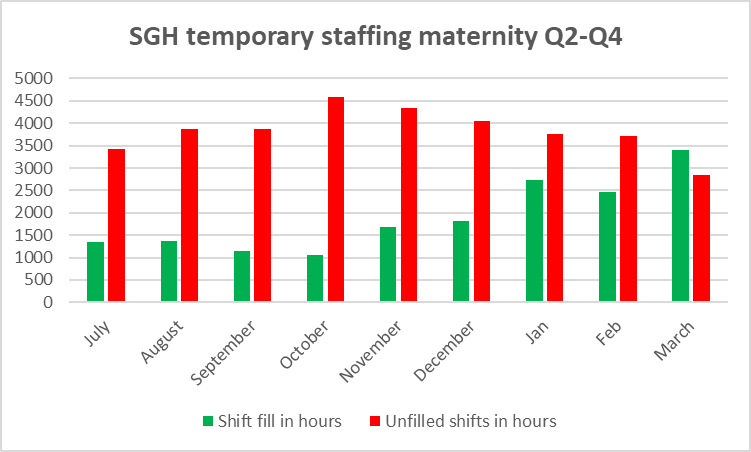 SGH temporary staffing maternity Q2-Q4
5000
4500
4000
3500
3000
2500
2000
1500
1000
500
0
July
August
September
October
November
December
Jan
Feb
March
Shift fill in hours
Unfilled shifts in hours